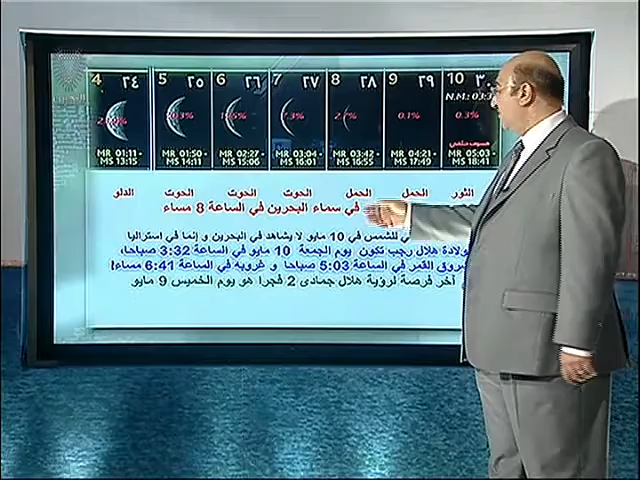 4 ٢٤ 5 ٢٥ 6 ٢٦ 7 ٢٧ 8 ٢٨ 9 ٢٩ 10 ٣٠
N.M: 03:3
0.1% 0.3%
MR 01:11- MR 01:50- MR 02:27- MR 03:04- MR 03:42- MR 04:21- MR 05:03-
MS 13:15 MS 14:11 MS 15:06 MS 16:01 MS 16:55 MS 17:49 MS 18:41
الدلو الحوت الحوت الحوت الحمل الحمل الثور
في سماء البحرين في الساعة 8 مساء
للشمس في 10 مايو لا يشاهد في البحرين و إنما في استراليا
ولادة هلال رجب تكون يوم الجمعة 10 مايو في الساعة 3:32 صباحا،
شروق القمر في الساعة 5:03 صباحا و غروبه في الساعة 6:41 مساء!
أخر فرصة لرؤية هلال جمادى 2 فجرا هو يوم الخميس 9 مايو